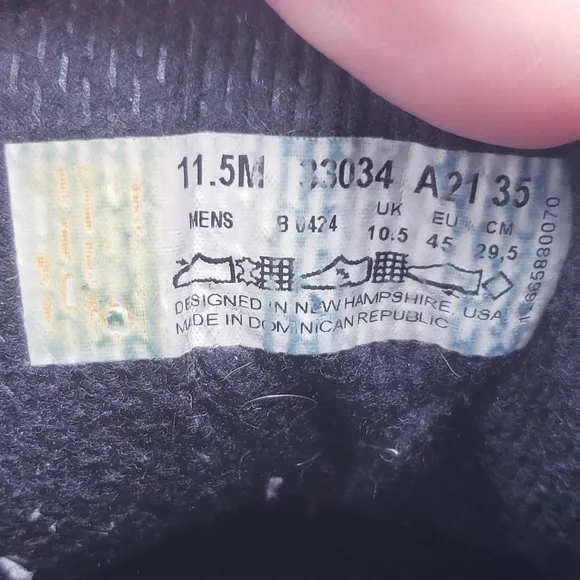 11.5M 33034 A 21 35
MENS B 0424 UK 10.5 EU 45 CM 29,5
DESIGNED IN NEW HAMPSHIRE, USA
MADE IN DOMINICAN REPUBLIC